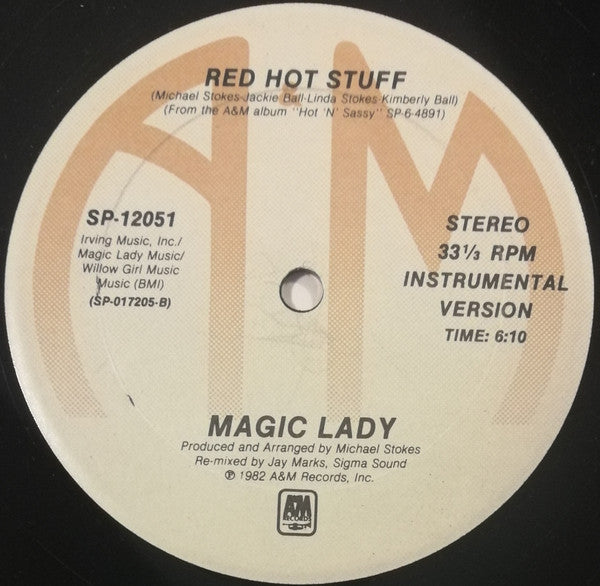 RED HOT STUFF
(Michael Stokes-Jackie Ball-Linda Stokes-Kimberly Ball)
(From the A&M album "Hot 'N' Sassy" SP-6-4891)
SP-12051
Irving Music, Inc./
Magic Lady Music/
Willow Girl Music
Music (BMI)
(SP-017205-B)
STEREO
33⅓ RPM
INSTRUMENTAL
VERSION
TIME: 6:10
MAGIC LADY
Produced and Arranged by Michael Stokes
Re-mixed by Jay Marks, Sigma Sound
℗ 1982 A&M Records, Inc.
A&M
RECORDS